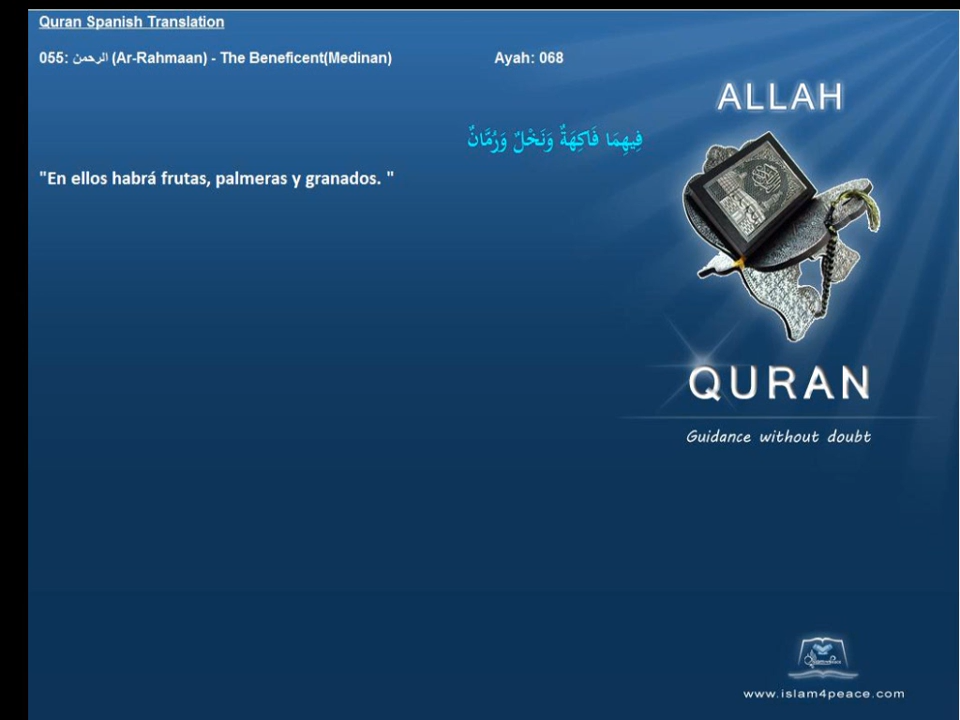 Quran Spanish Translation
055: الرحمن (Ar-Rahmaan) - The Beneficent(Medinan) Ayah: 068
ALLAH
فِيهِمَا فَاكِهَةٌ وَنَخْلٌ وَرُمَّانٌ
"En ellos habrá frutas, palmeras y granados. "
QURAN
Guidance without doubt
www.islam4peace.com